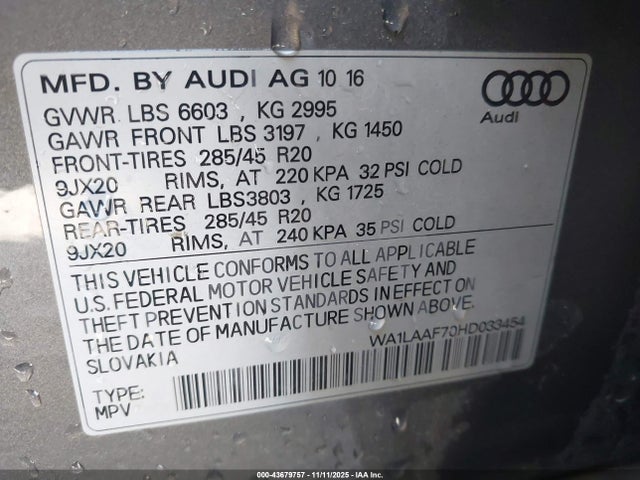 MFD. BY AUDI AG 10 16
GVWR LBS 6603 , KG 2995
GAWR FRONT LBS 3197 , KG 1450
FRONT-TIRES 285/45 R20
9JX20 RIMS, AT 220 KPA 32 PSI COLD
GAWR REAR LBS3803 , KG 1725
REAR-TIRES 285/45 R20
9JX20 RIMS, AT 240 KPA 35 PSI COLD
Audi
THIS VEHICLE CONFORMS TO ALL APPLICABLE
U.S. FEDERAL MOTOR VEHICLE SAFETY AND
THEFT PREVENTION STANDARDS IN EFFECT ON
THE DATE OF MANUFACTURE SHOWN ABOVE.
SLOVAKIA
WA1LAAF70HD033454
TYPE:
MPV
000-43679757 - 11/11/2025 - IAA Inc.